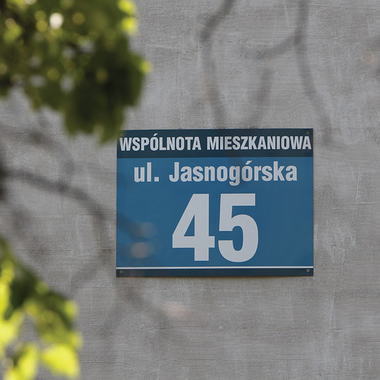 WSPÓLNOTA MIESZKANIOWA
ul. Jasnogórska
45